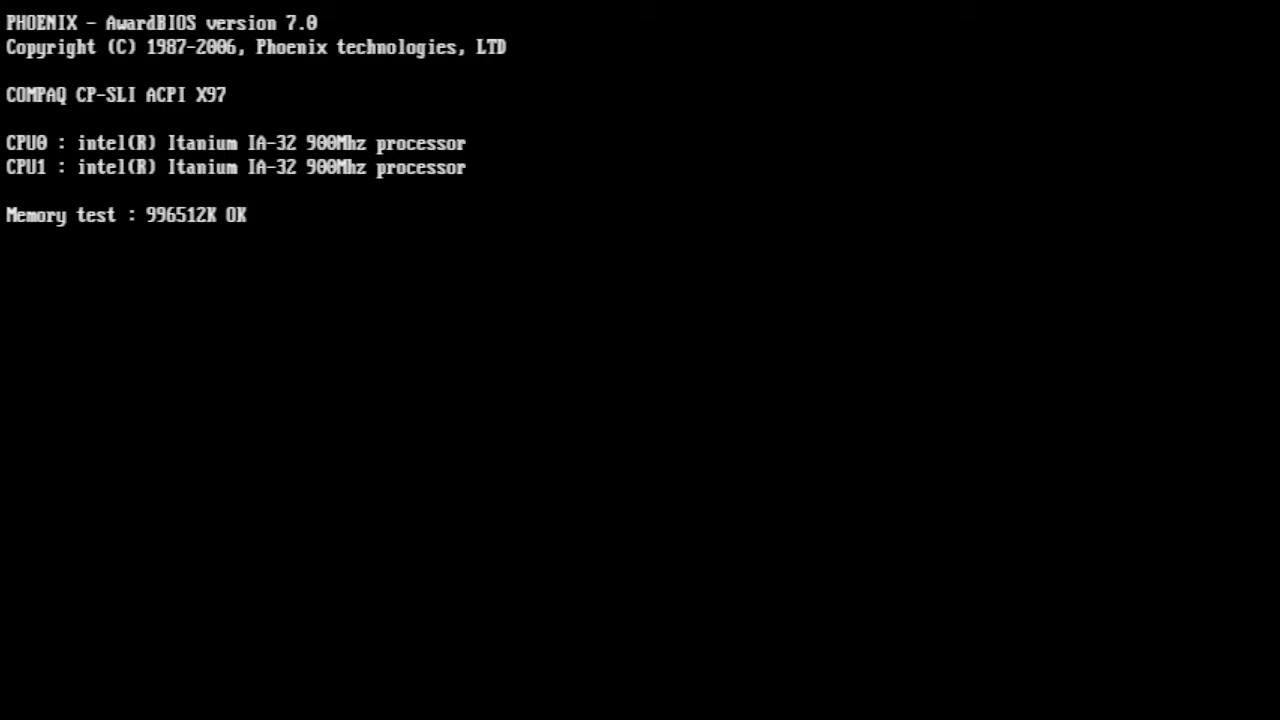 PHOENIX - AwardBIOS version 7.0
Copyright (C) 1987-2006, Phoenix technologies, LTD
COMPAQ CP-SLI ACPI X97
CPU0 : intel(R) Itanium IA-32 900Mhz processor
CPU1 : intel(R) Itanium IA-32 900Mhz processor
Memory test : 996512K OK